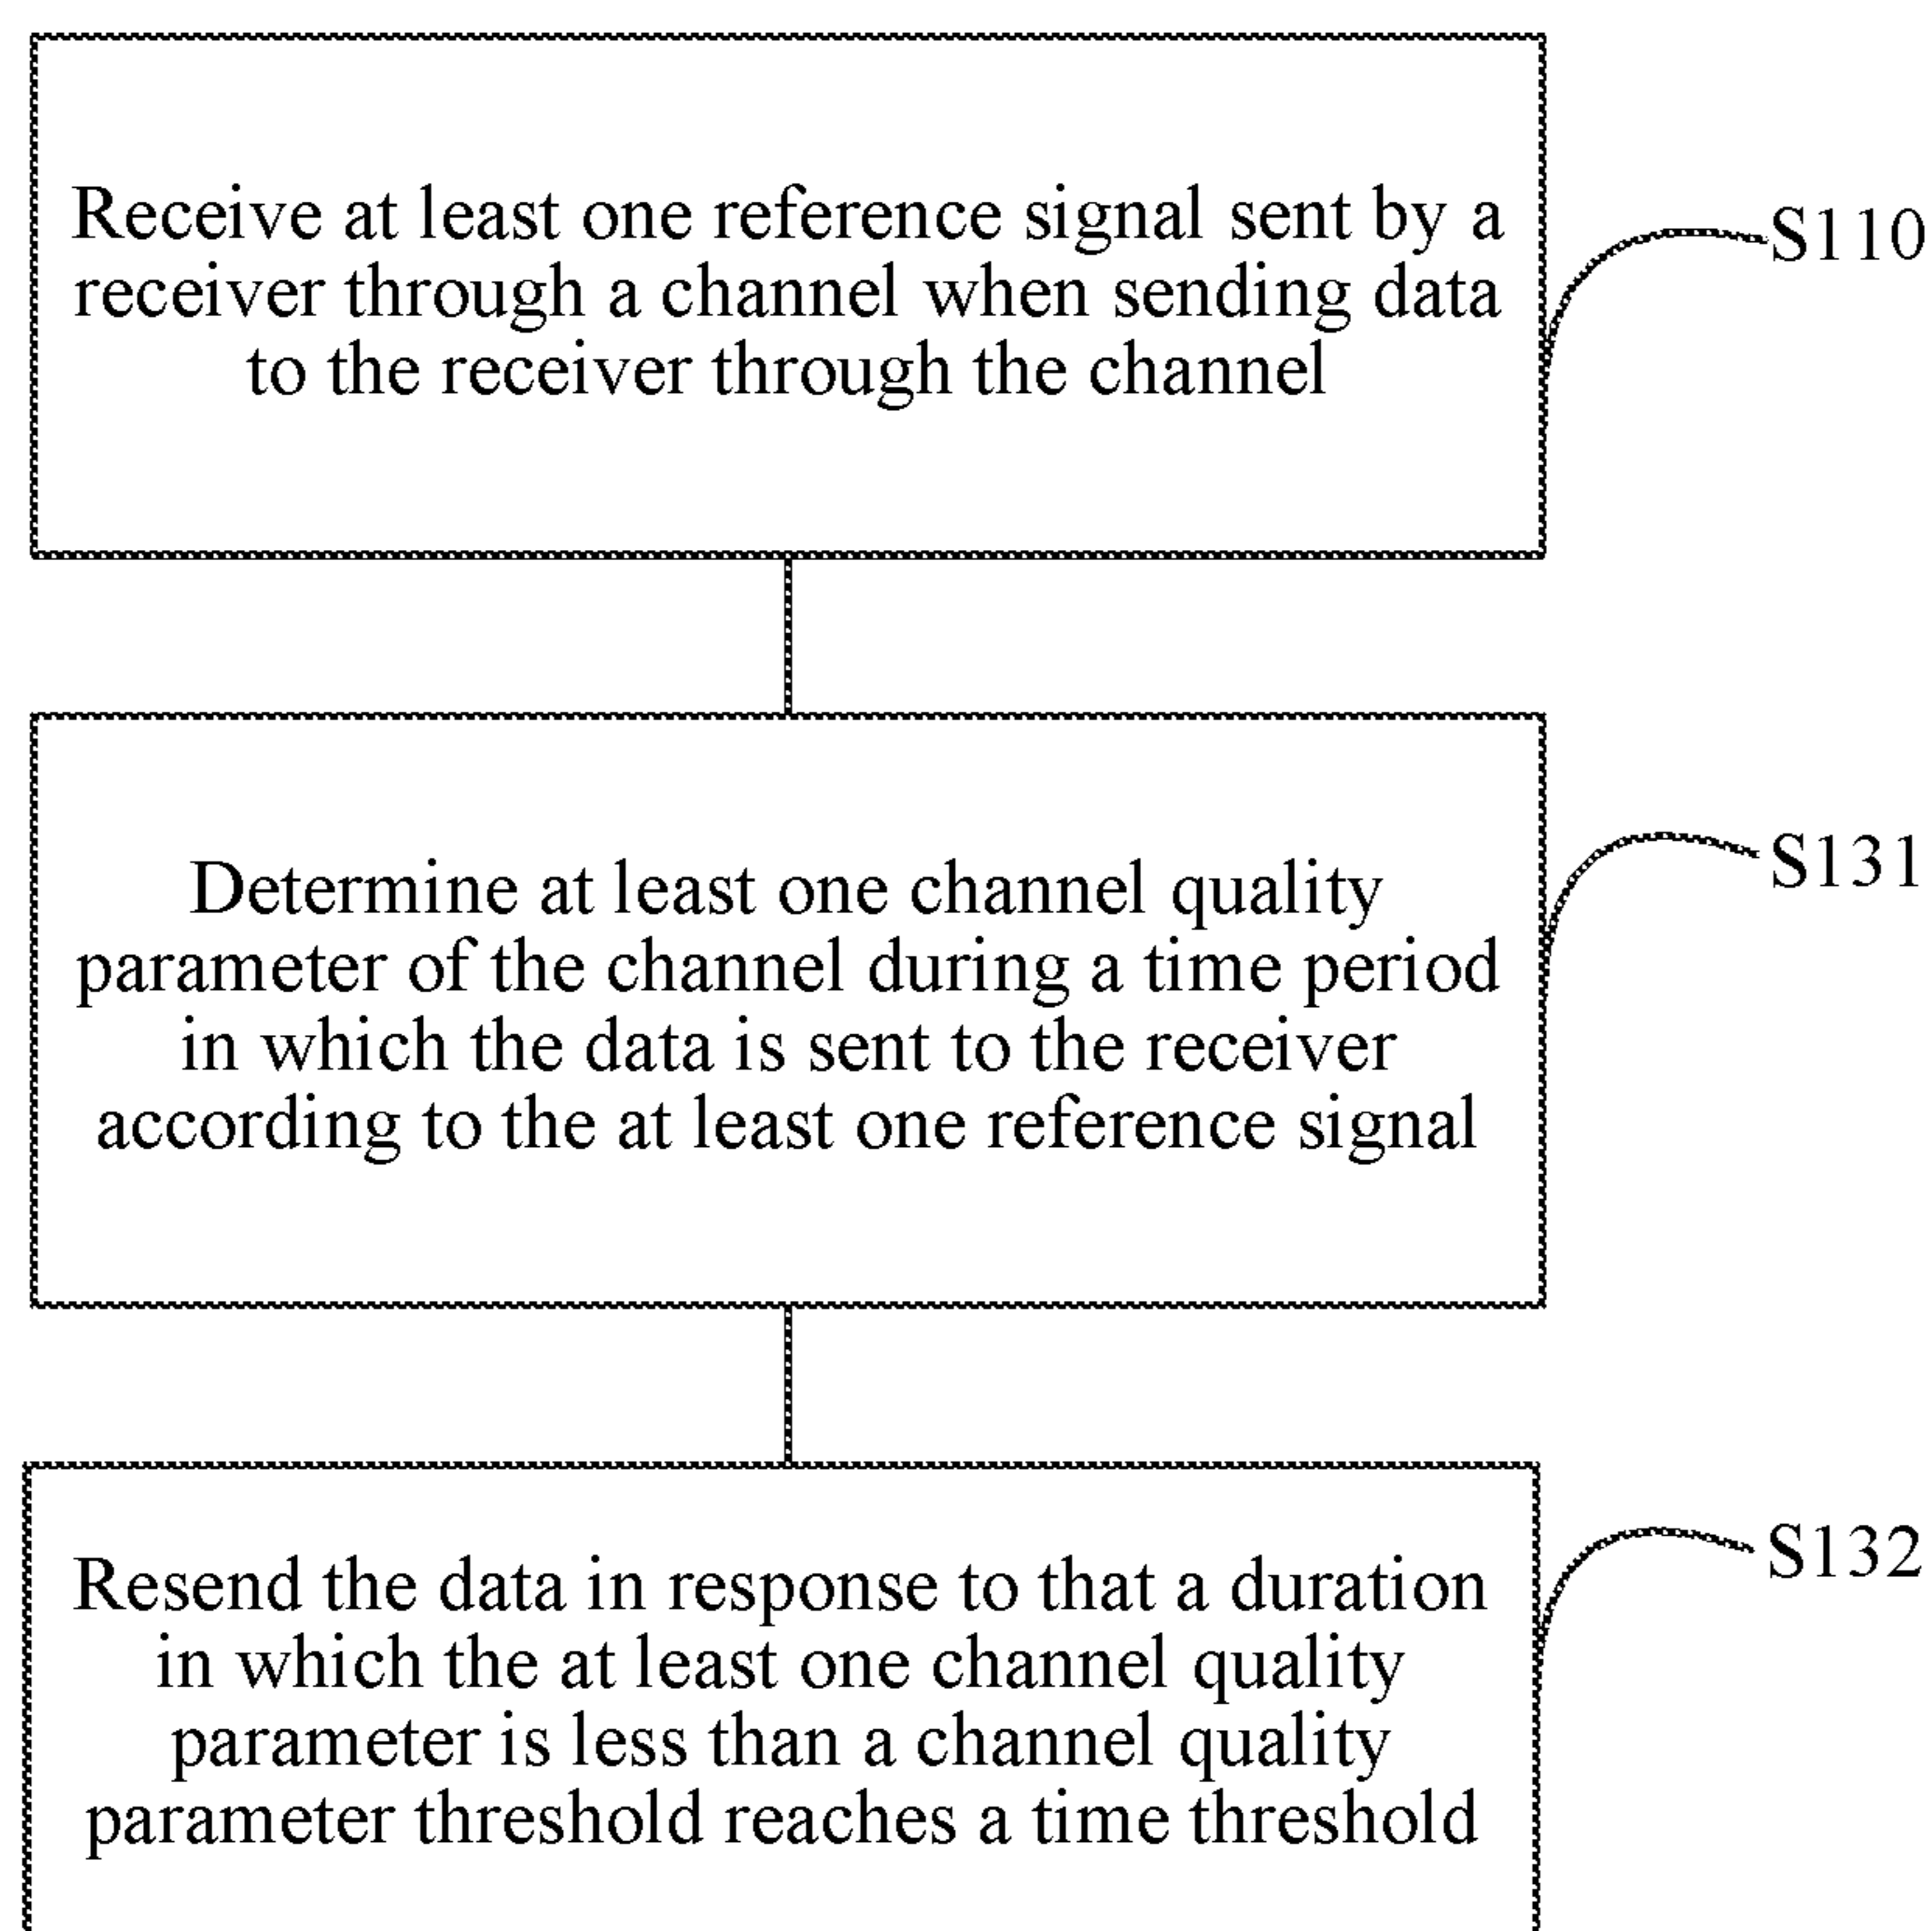 Receive at least one reference signal sent by a
receiver through a channel when sending data
to the receiver through the channel
S110
Determine at least one channel quality
parameter of the channel during a time period
in which the data is sent to the receiver
according to the at least one reference signal
S131
Resend the data in response to that a duration
in which the at least one channel quality
parameter is less than a channel quality
parameter threshold reaches a time threshold
S132